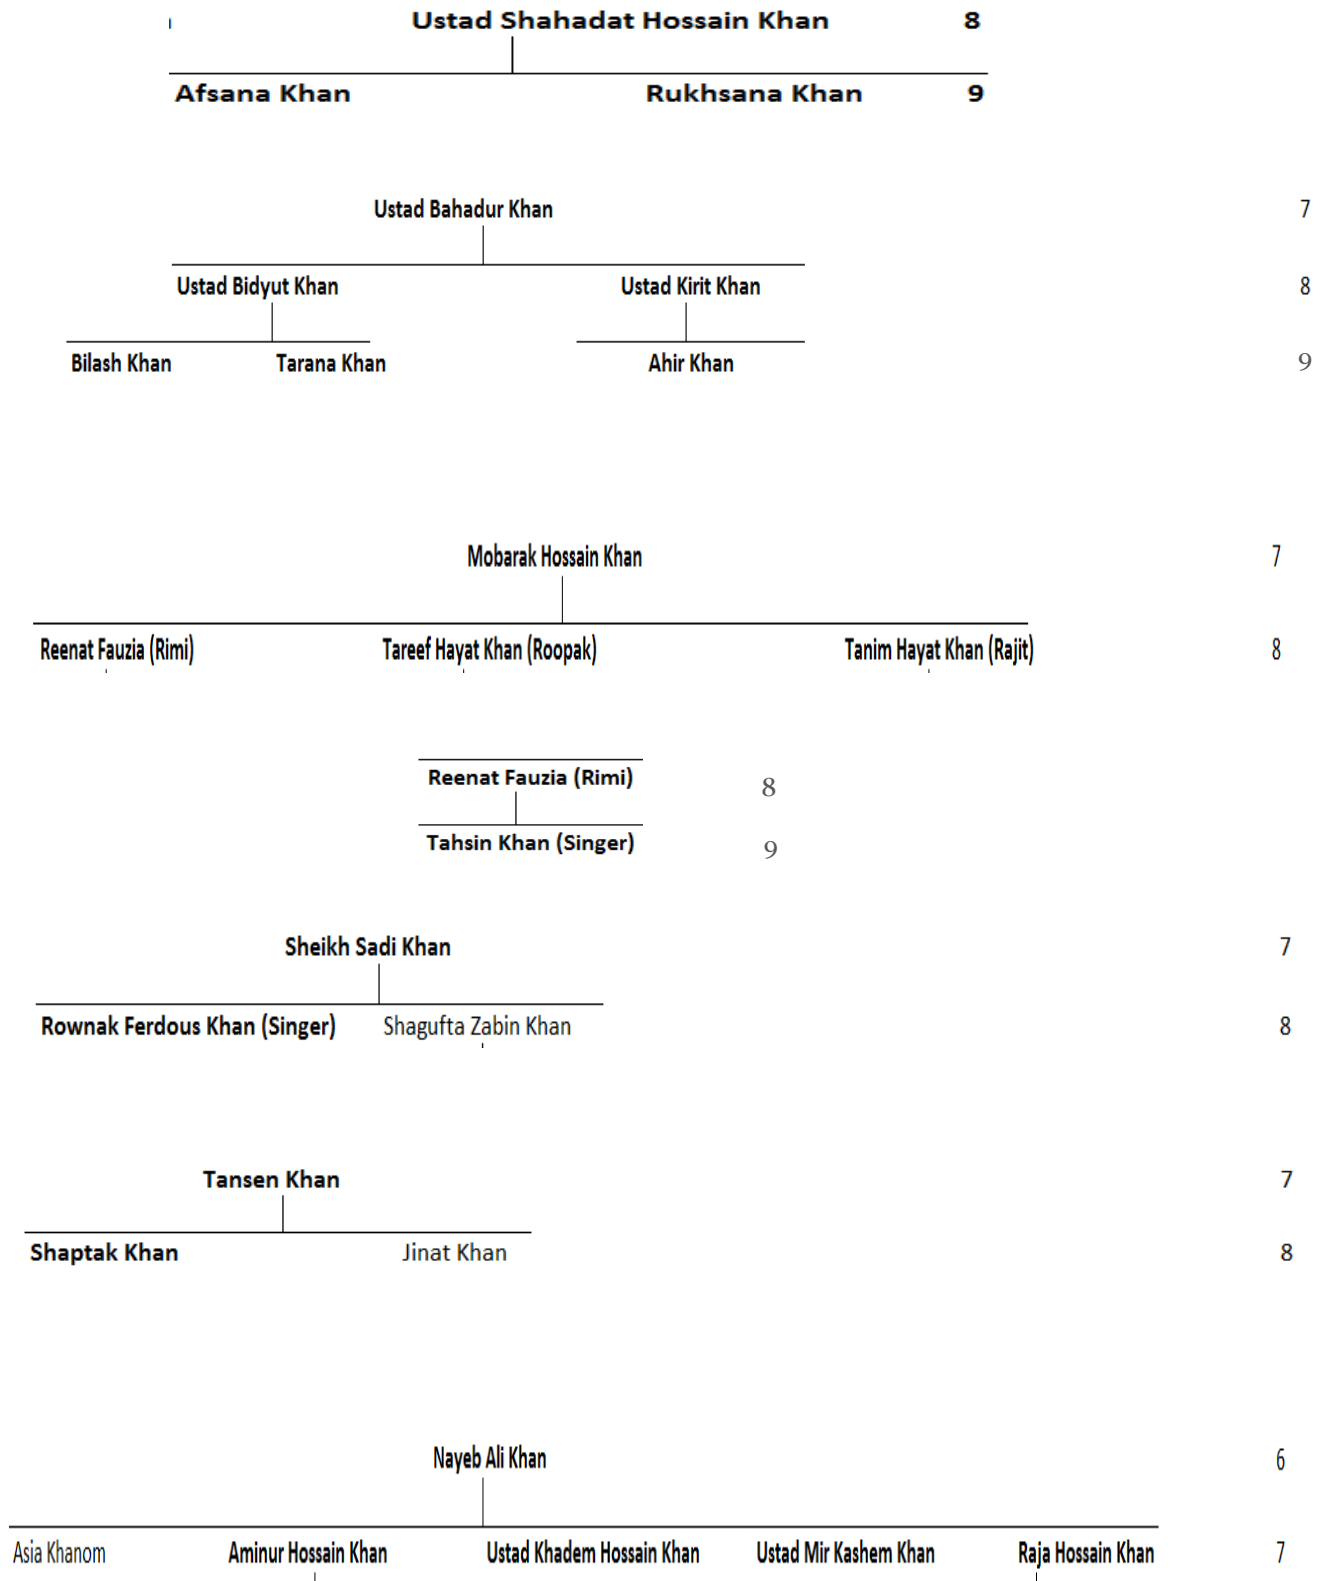 Ustad Shahadat Hossain Khan 8
Afsana Khan Rukhsana Khan 9
Ustad Bahadur Khan 7
Ustad Bidyut Khan Ustad Kirit Khan 8
Bilash Khan Tarana Khan Ahir Khan 9
Mobarak Hossain Khan 7
Reenat Fauzia (Rimi) Tareef Hayat Khan (Roopak) Tanim Hayat Khan (Rajit) 8
Reenat Fauzia (Rimi) 8
Tahsin Khan (Singer) 9
Sheikh Sadi Khan 7
Rownak Ferdous Khan (Singer) Shagufta Zabin Khan 8
Tansen Khan 7
Shaptak Khan Jinat Khan 8
Nayeb Ali Khan 6
Asia Khanom Aminur Hossain Khan Ustad Khadem Hossain Khan Ustad Mir Kashem Khan Raja Hossain Khan 7